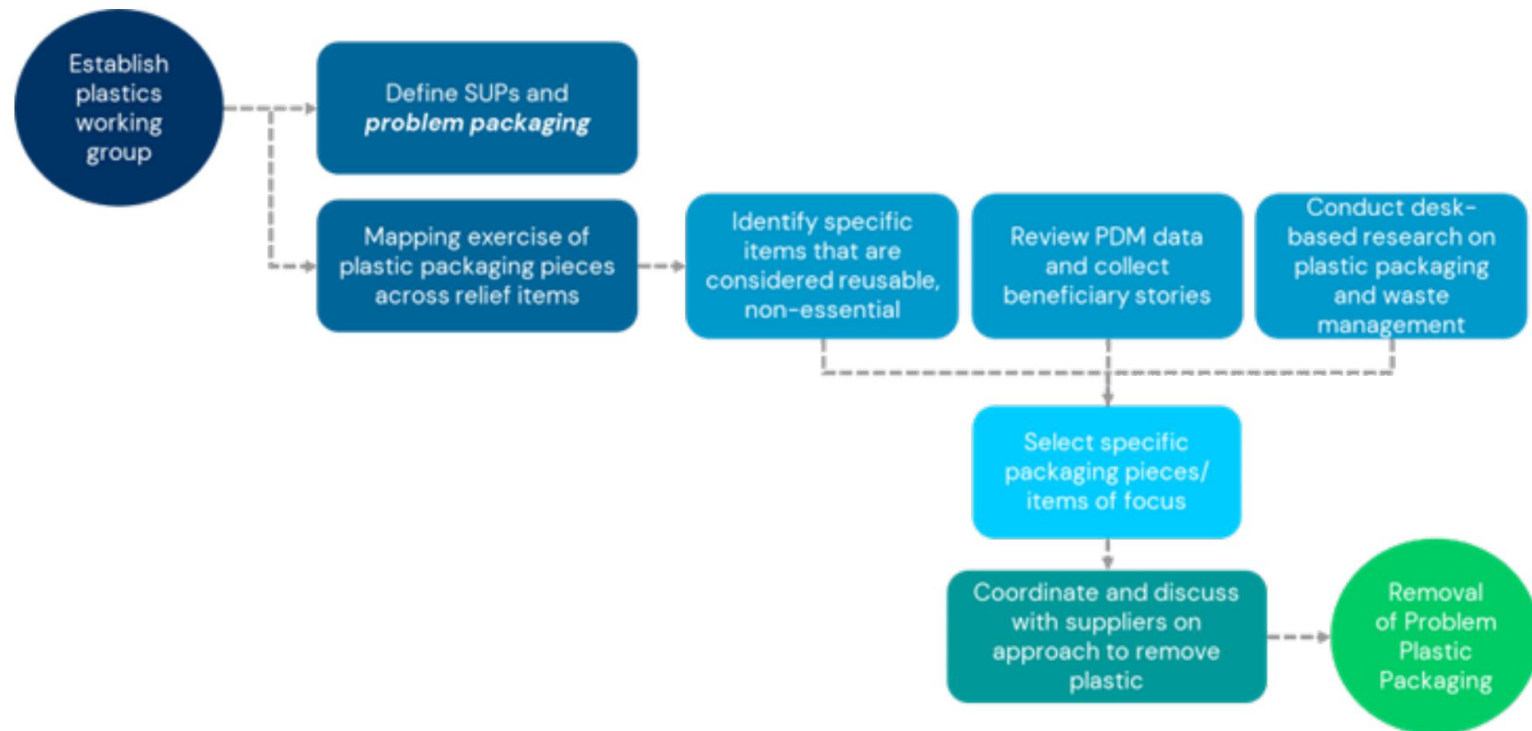 Establish
plastics
working
group
Define SUPs and
problem packaging
Mapping exercise of
plastic packaging pieces
across relief items
Identify specific
items that are
considered reusable,
non-essential
Review PDM data
and collect
beneficiary stories
Conduct desk-
based research on
plastic packaging
and waste
management
Select specific
packaging pieces/
items of focus
Coordinate and discuss
with suppliers on
approach to remove
plastic
Removal
of Problem
Plastic
Packaging